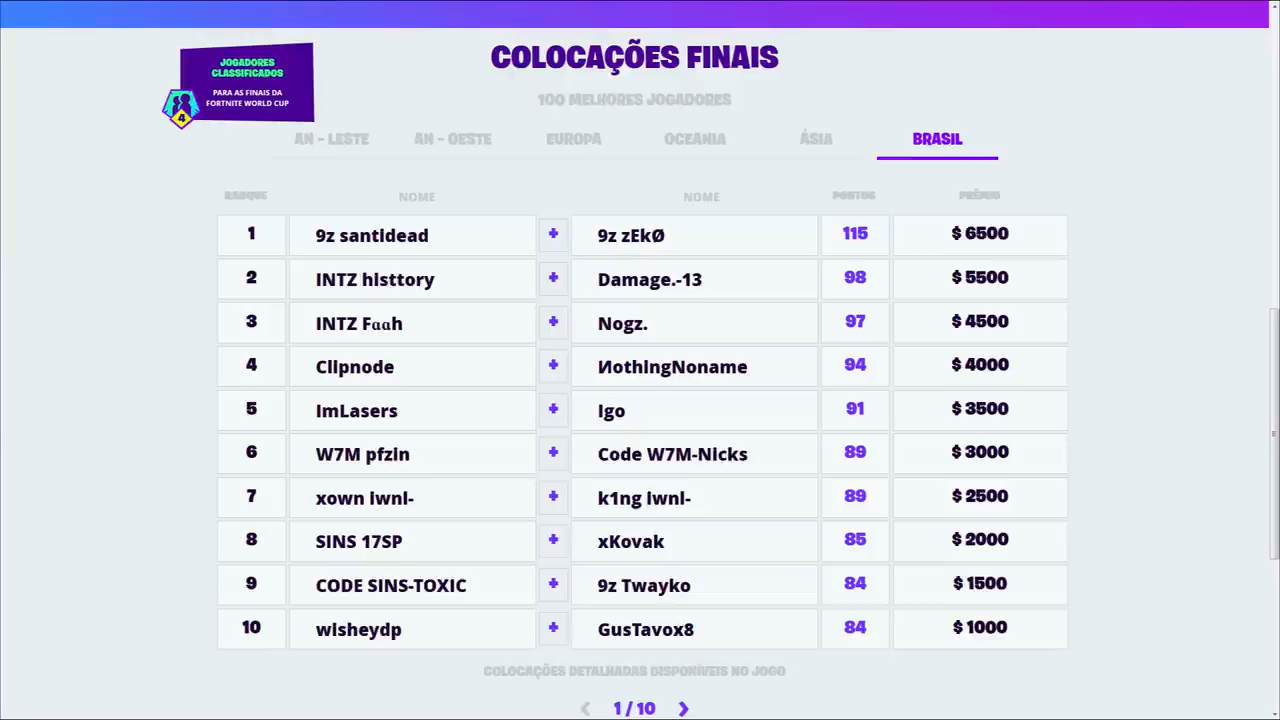 JOGADORES
CLASSIFICADOS
PARA AS FINAIS DA
FORTNITE WORLD CUP
4
COLOCAÇÕES FINAIS
100 MELHORES JOGADORES
AN - LESTE AN - OESTE EUROPA OCEANIA ÁSIA BRASIL
RANQUE NOME NOME PONTOS PRÊMIO
1 9z santidead + 9z zEkØ 115 $ 6500
2 INTZ histtory + Damage.-13 98 $ 5500
3 INTZ Fααh + Nogz. 97 $ 4500
4 Clipnode + ИothingNoname 94 $ 4000
5 ImLasers + Igo 91 $ 3500
6 W7M pfzin + Code W7M-Nicks 89 $ 3000
7 xown iwnl- + k1ng iwnl- 89 $ 2500
8 SINS 17SP + xKovak 85 $ 2000
9 CODE SINS-TOXIC + 9z Twayko 84 $ 1500
10 wisheydp + GusTavox8 84 $ 1000
COLOCAÇÕES DETALHADAS DISPONÍVEIS NO JOGO
1 / 10